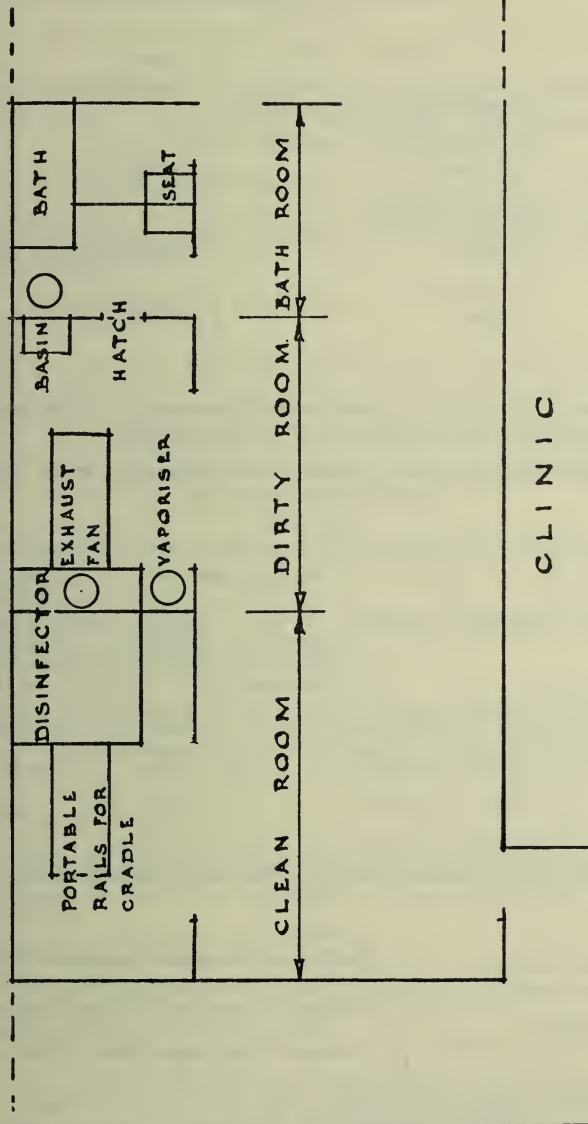 BATH
SEAT
BASIN
HATCH
EXHAUST
FAN
VAPORISER
DISINFECTOR
PORTABLE
RAILS FOR
CRADLE
BATH ROOM
DIRTY ROOM
CLEAN ROOM
CLINIC